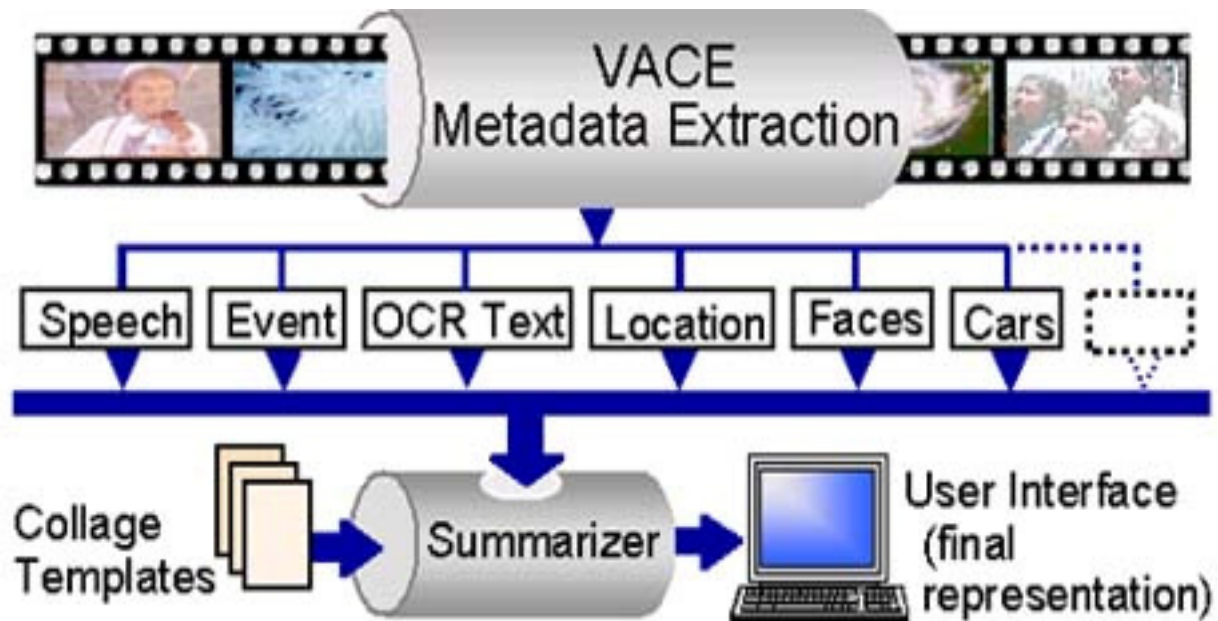 VACE
Metadata Extraction
Speech
Event
OCR Text
Location
Faces
Cars
Collage
Templates
Summarizer
User Interface
(final
representation)